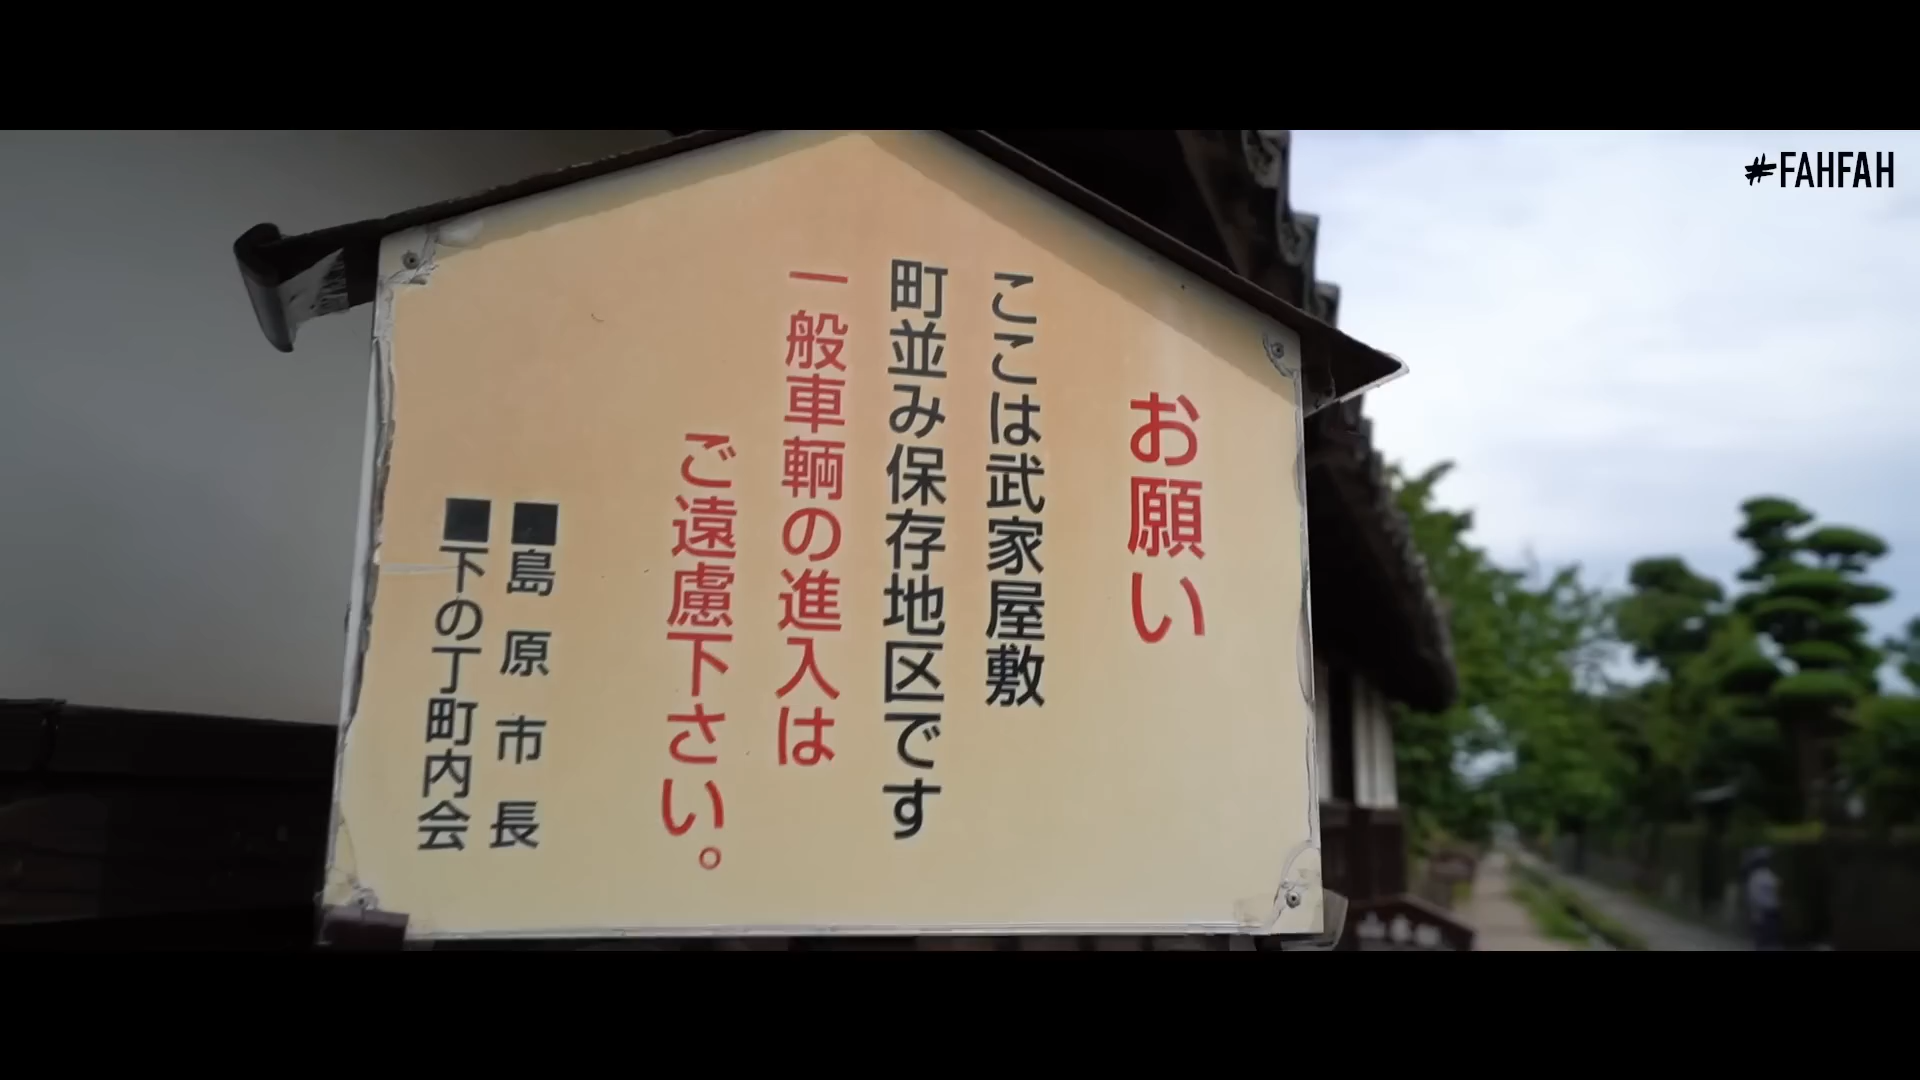 お願い
ここは武家屋敷
町並み保存地区です
一般車輌の進入は
ご遠慮下さい。
■島原市長
■下の丁町内会
#FAHFAH